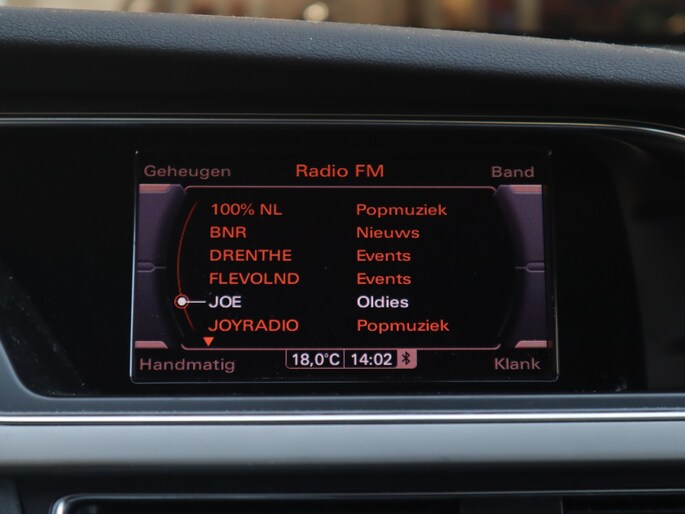 Geheugen Radio FM Band
100% NL Popmuziek
BNR Nieuws
DRENTHE Events
FLEVOLND Events
JOE Oldies
JOYRADIO Popmuziek
Handmatig 18,0°C 14:02 Klank